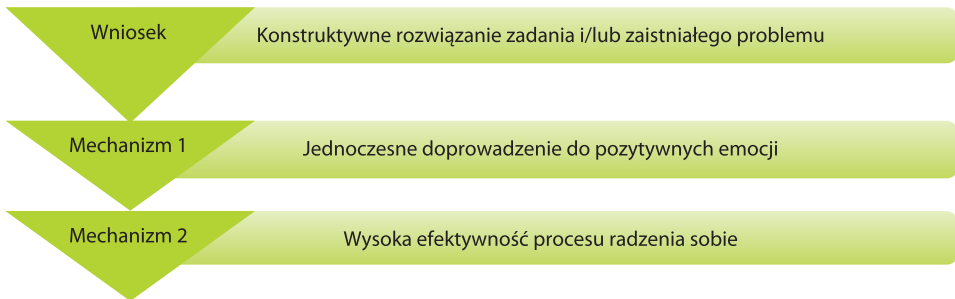 Wniosek
Konstruktywne rozwiązanie zadania i/lub zaistniałego problemu
Mechanizm 1
Jednoczesne doprowadzenie do pozytywnych emocji
Mechanizm 2
Wysoka efektywność procesu radzenia sobie